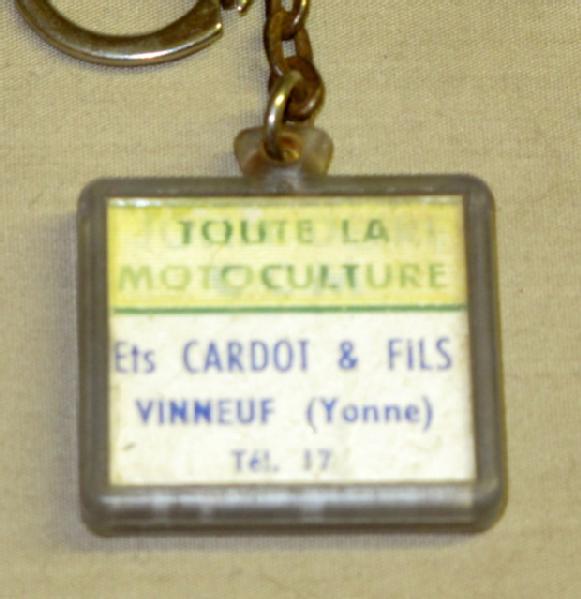 TOUTE LA
MOTOCULTURE
Ets CARDOT & FiLS
VINNEUF (Yonne)
Tél. 17